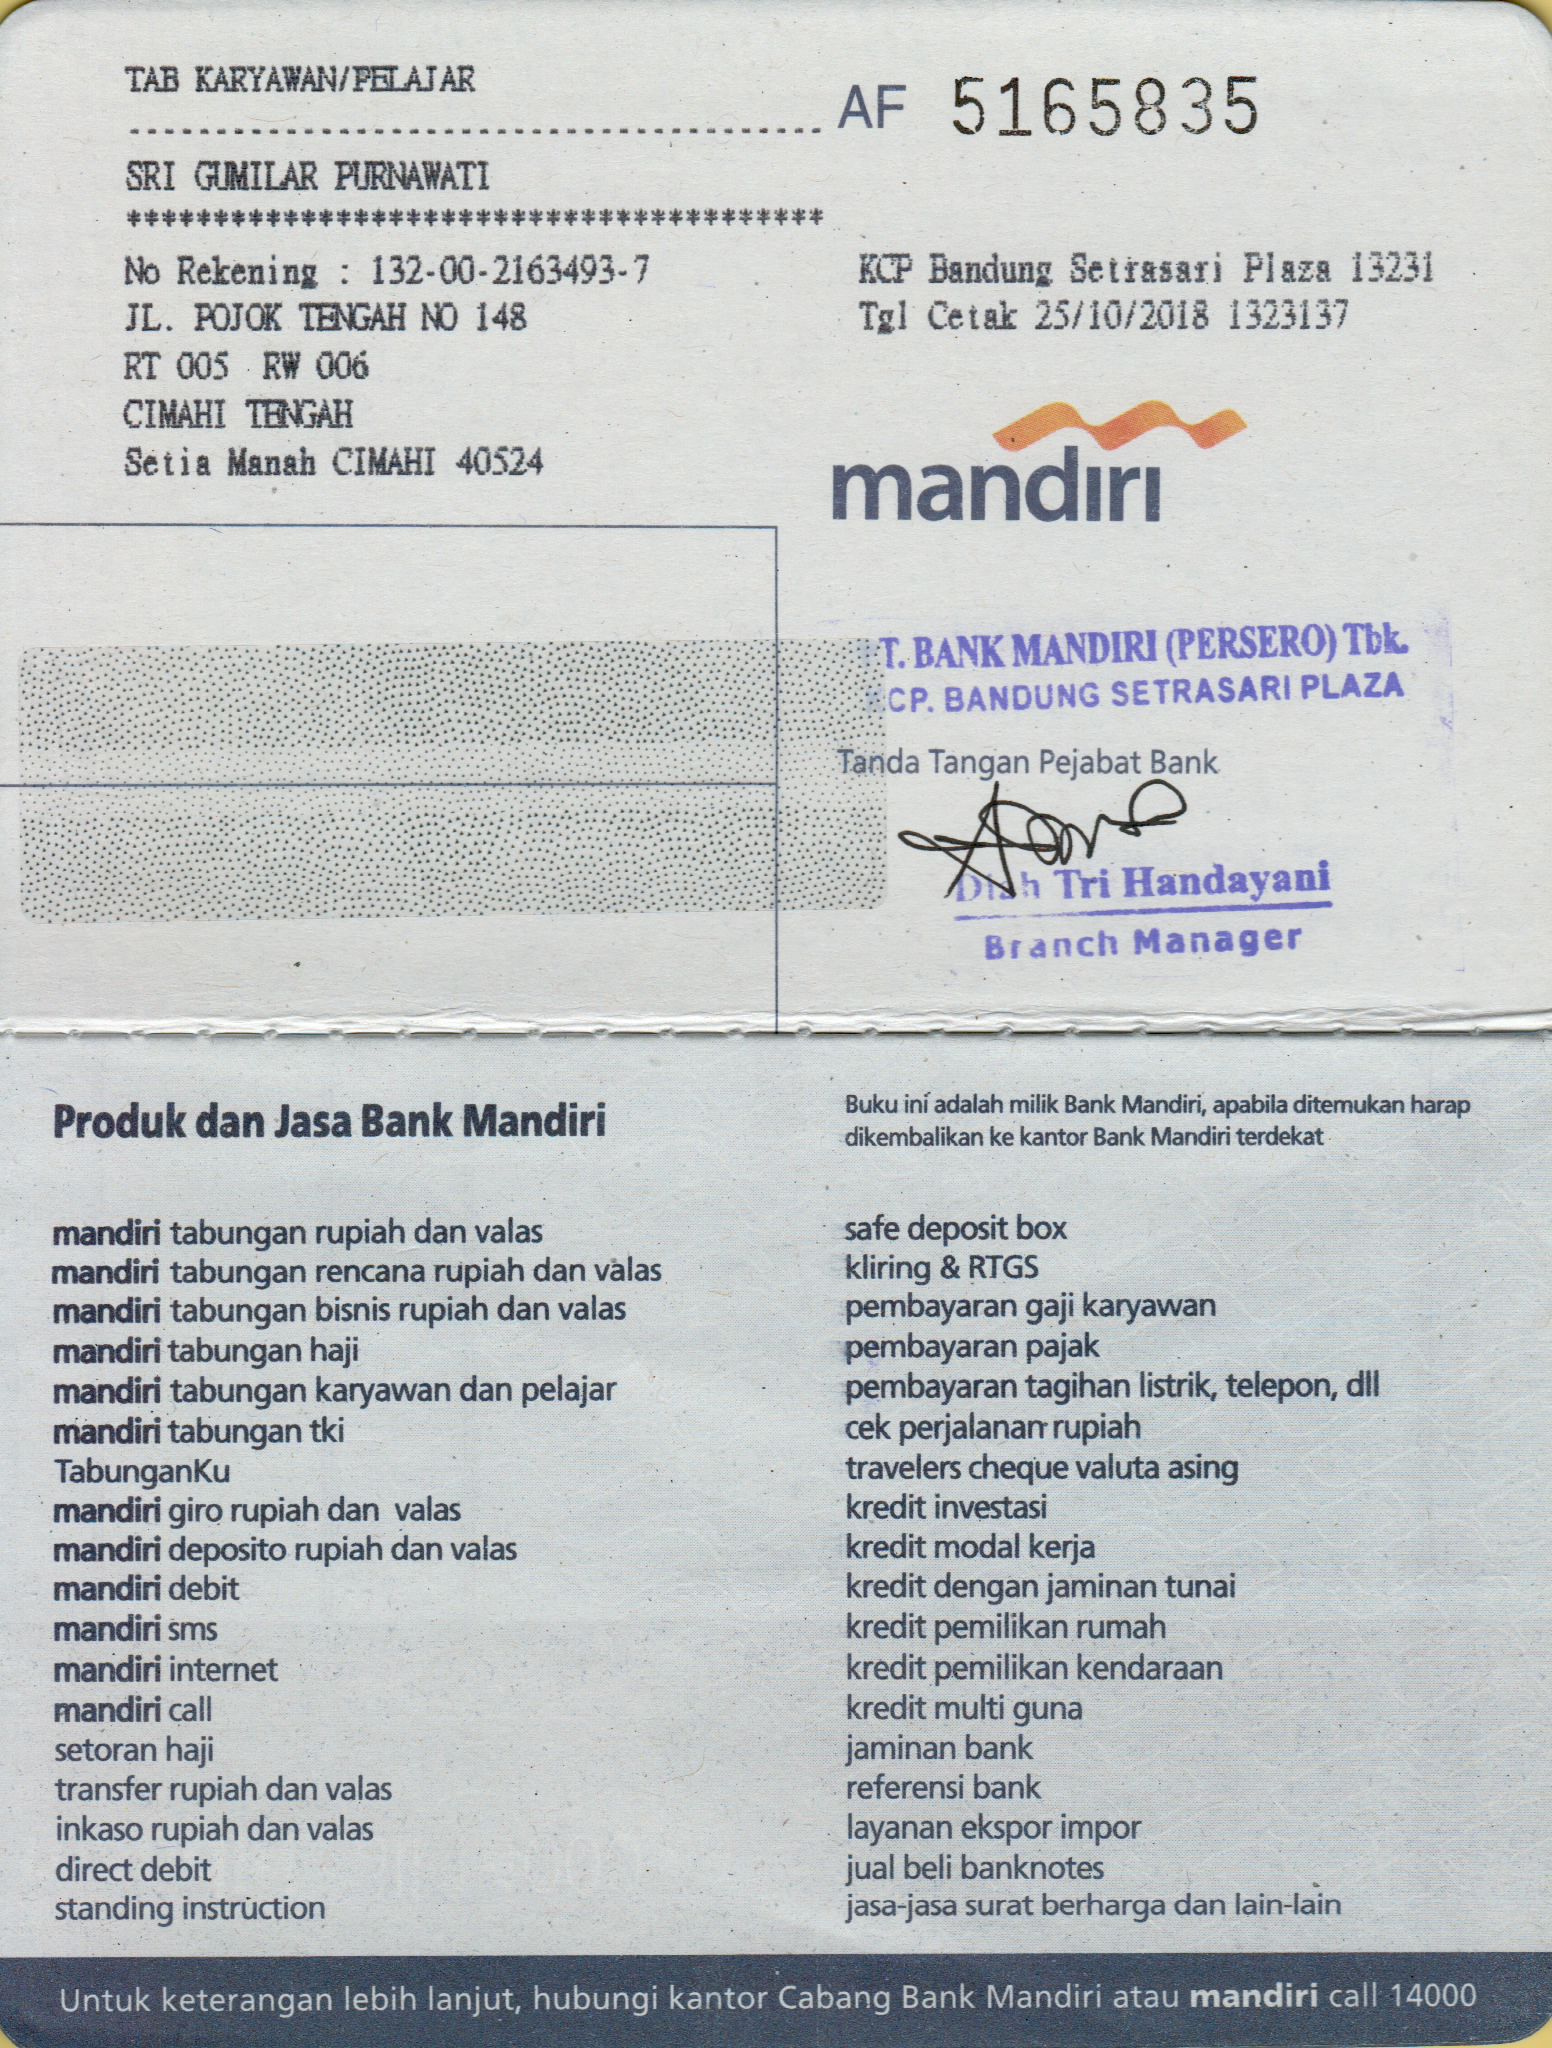 TAB KARYAWAN/PELAJAR
AF 5165835
SRI GUMILAR PURNAWATI
****************************************
No Rekening : 132-00-2163493-7
JL. POJOK TENGAH NO 148
RT 005 RW 006
CIMAHI TENGAH
Setia Manah CIMAHI 40524
KCP Bandung Setrasari Plaza 13231
Tgl Cetak 25/10/2018 1323137
mandiri
T. BANK MANDIRI (PERSERO) Tbk.
CP. BANDUNG SETRASARI PLAZA
Tanda Tangan Pejabat Bank
Diah Tri Handayani
Branch Manager
Produk dan Jasa Bank Mandiri
mandiri tabungan rupiah dan valas
mandiri tabungan rencana rupiah dan valas
mandiri tabungan bisnis rupiah dan valas
mandiri tabungan haji
mandiri tabungan karyawan dan pelajar
mandiri tabungan tki
TabunganKu
mandiri giro rupiah dan valas
mandiri deposito rupiah dan valas
mandiri debit
mandiri sms
mandiri internet
mandiri call
setoran haji
transfer rupiah dan valas
inkaso rupiah dan valas
direct debit
standing instruction
Buku ini adalah milik Bank Mandiri, apabila ditemukan harap
dikembalikan ke kantor Bank Mandiri terdekat
safe deposit box
kliring & RTGS
pembayaran gaji karyawan
pembayaran pajak
pembayaran tagihan listrik, telepon, dll
cek perjalanan rupiah
travelers cheque valuta asing
kredit investasi
kredit modal kerja
kredit dengan jaminan tunai
kredit pemilikan rumah
kredit pemilikan kendaraan
kredit multi guna
jaminan bank
referensi bank
layanan ekspor impor
jual beli banknotes
jasa-jasa surat berharga dan lain-lain
Untuk keterangan lebih lanjut, hubungi kantor Cabang Bank Mandiri atau mandiri call 14000